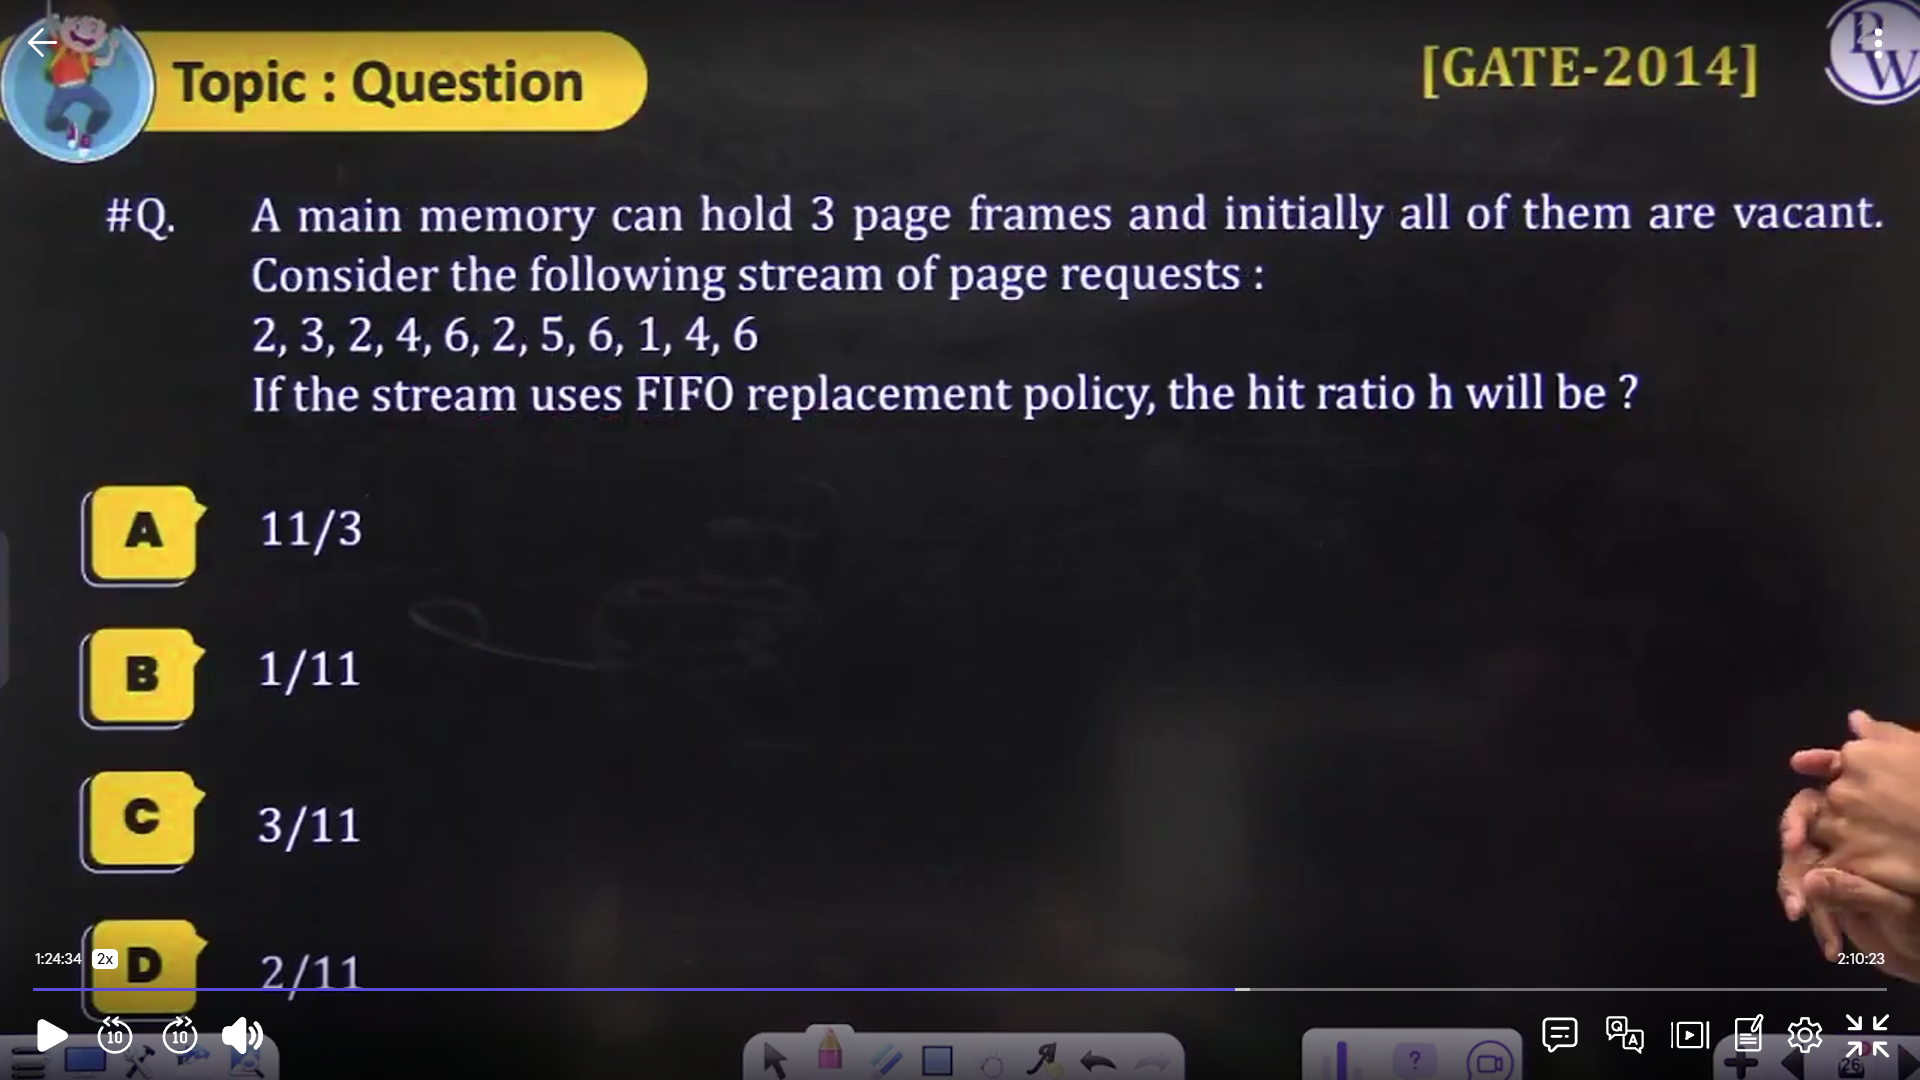 Topic : Question
[GATE-2014]
P
W
#Q. A main memory can hold 3 page frames and initially all of them are vacant.
Consider the following stream of page requests :
2, 3, 2, 4, 6, 2, 5, 6, 1, 4, 6
If the stream uses FIFO replacement policy, the hit ratio h will be ?
A 11/3
B 1/11
C 3/11
D 2/11
1:24:34 2x 2:10:23
10 10 Q A
? 26